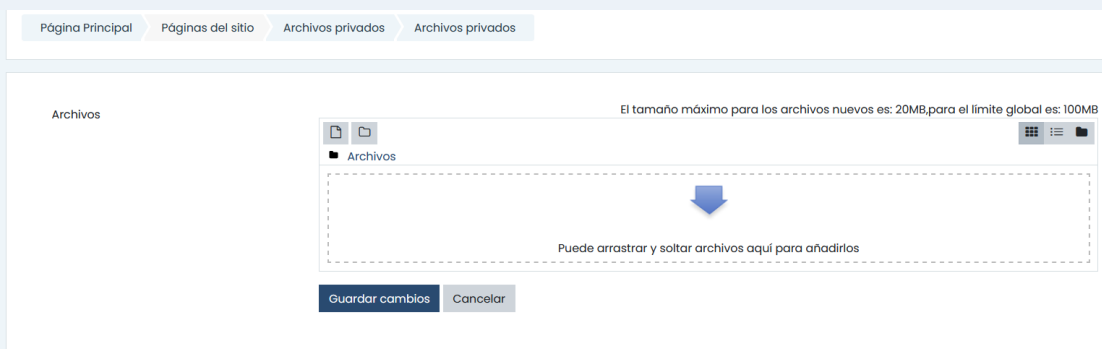 Página Principal Páginas del sitio Archivos privados Archivos privados
Archivos
El tamaño máximo para los archivos nuevos es: 20MB,para el límite global es: 100MB
Archivos
Puede arrastrar y soltar archivos aquí para añadirlos
Guardar cambios Cancelar